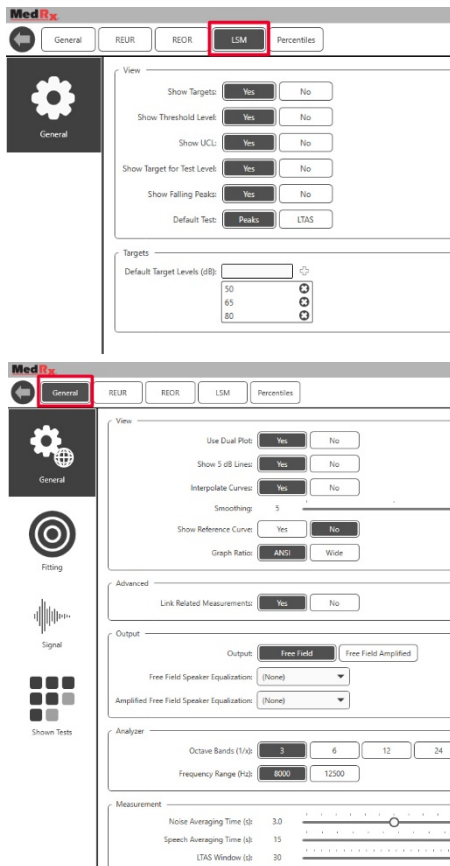 MedRx
General REUR REOR LSM Percentiles
General
View
Show Targets: Yes No
Show Threshold Level: Yes No
Show UCL: Yes No
Show Target for Test Level: Yes No
Show Falling Peaks: Yes No
Default Test: Peaks LTAS
Targets
Default Target Levels (dB):
50
65
80
MedRx
General REUR REOR LSM Percentiles
General
Fitting
Signal
Shown Tests
View
Use Dual Plot: Yes No
Show 5 dB Lines: Yes No
Interpolate Curves: Yes No
Smoothing: 5
Show Reference Curve: Yes No
Graph Ratio: ANSI Wide
Advanced
Link Related Measurements: Yes No
Output
Output: Free Field Free Field Amplified
Free Field Speaker Equalization: (None)
Amplified Free Field Speaker Equalization: (None)
Analyzer
Octave Bands (1/x): 3 6 12 24
Frequency Range (Hz): 8000 12500
Measurement
Noise Averaging Time (s): 3.0
Speech Averaging Time (s): 15
LTAS Window (s): 30